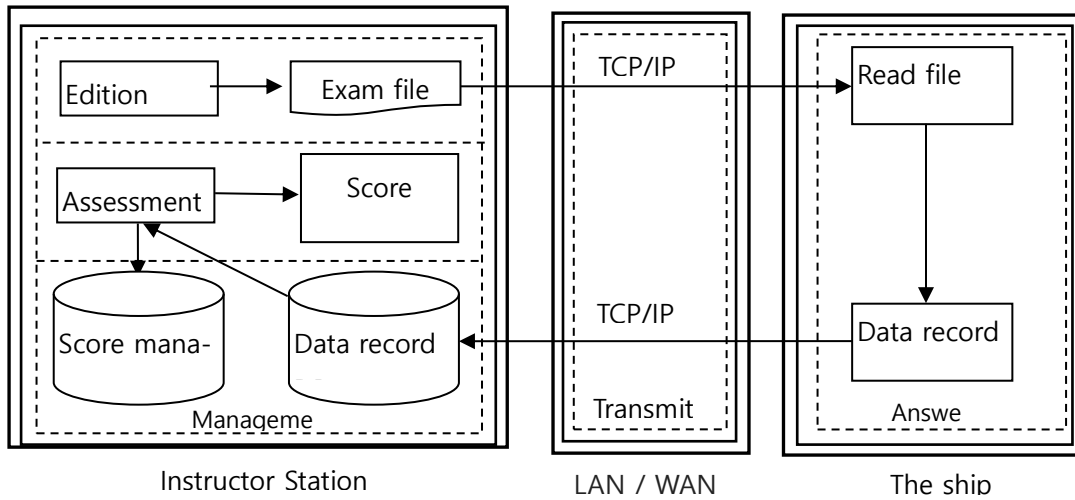 Edition
Exam file
TCP/IP
Read file
Assessment
Score
Score mana-
Data record
TCP/IP
Data record
Manageme
Transmit
Answe
Instructor Station
LAN / WAN
The ship